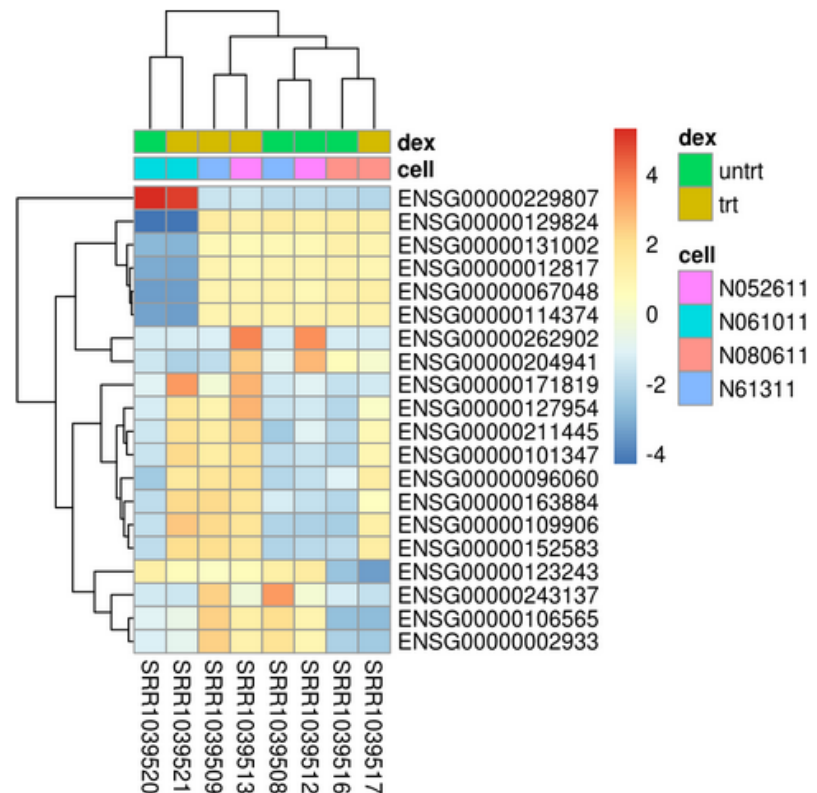 dex
cell
ENSG00000229807
ENSG00000129824
ENSG00000131002
ENSG00000012817
ENSG00000067048
ENSG00000114374
ENSG00000262902
ENSG00000204941
ENSG00000171819
ENSG00000127954
ENSG00000211445
ENSG00000101347
ENSG00000096060
ENSG00000163884
ENSG00000109906
ENSG00000152583
ENSG00000123243
ENSG00000243137
ENSG00000106565
ENSG00000002933
SRR1039520
SRR1039521
SRR1039509
SRR1039513
SRR1039508
SRR1039512
SRR1039516
SRR1039517
4
2
0
-2
-4
dex
untrt
trt
cell
N052611
N061011
N080611
N61311